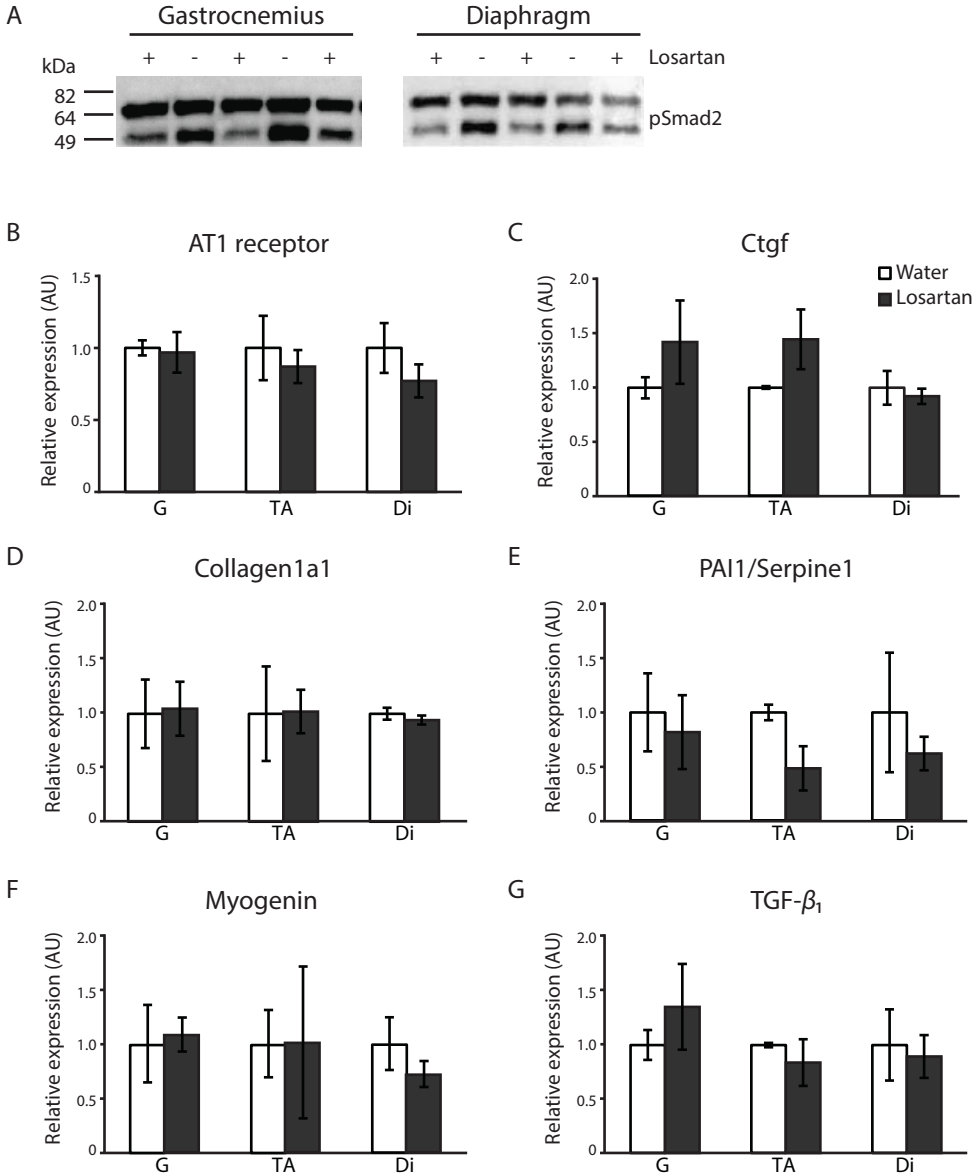 A
Gastrocnemius Diaphragm
+ - + - + + - + - + Losartan
kDa
82
64
49
pSmad2
B
AT1 receptor
Relative expression (AU)
1.5
1.0
0.5
0
G TA Di
C
Ctgf
Water
Losartan
Relative expression (AU)
2.0
1.5
1.0
0.5
0
G TA Di
D
Collagen1a1
Relative expression (AU)
2.0
1.5
1.0
0.5
0
G TA Di
E
PAI1/Serpine1
Relative expression (AU)
2.0
1.5
1.0
0.5
0
G TA Di
F
Myogenin
Relative expression (AU)
2.0
1.5
1.0
0.5
0
G TA Di
G
TGF-β₁
Relative expression (AU)
2.0
1.5
1.0
0.5
0
G TA Di